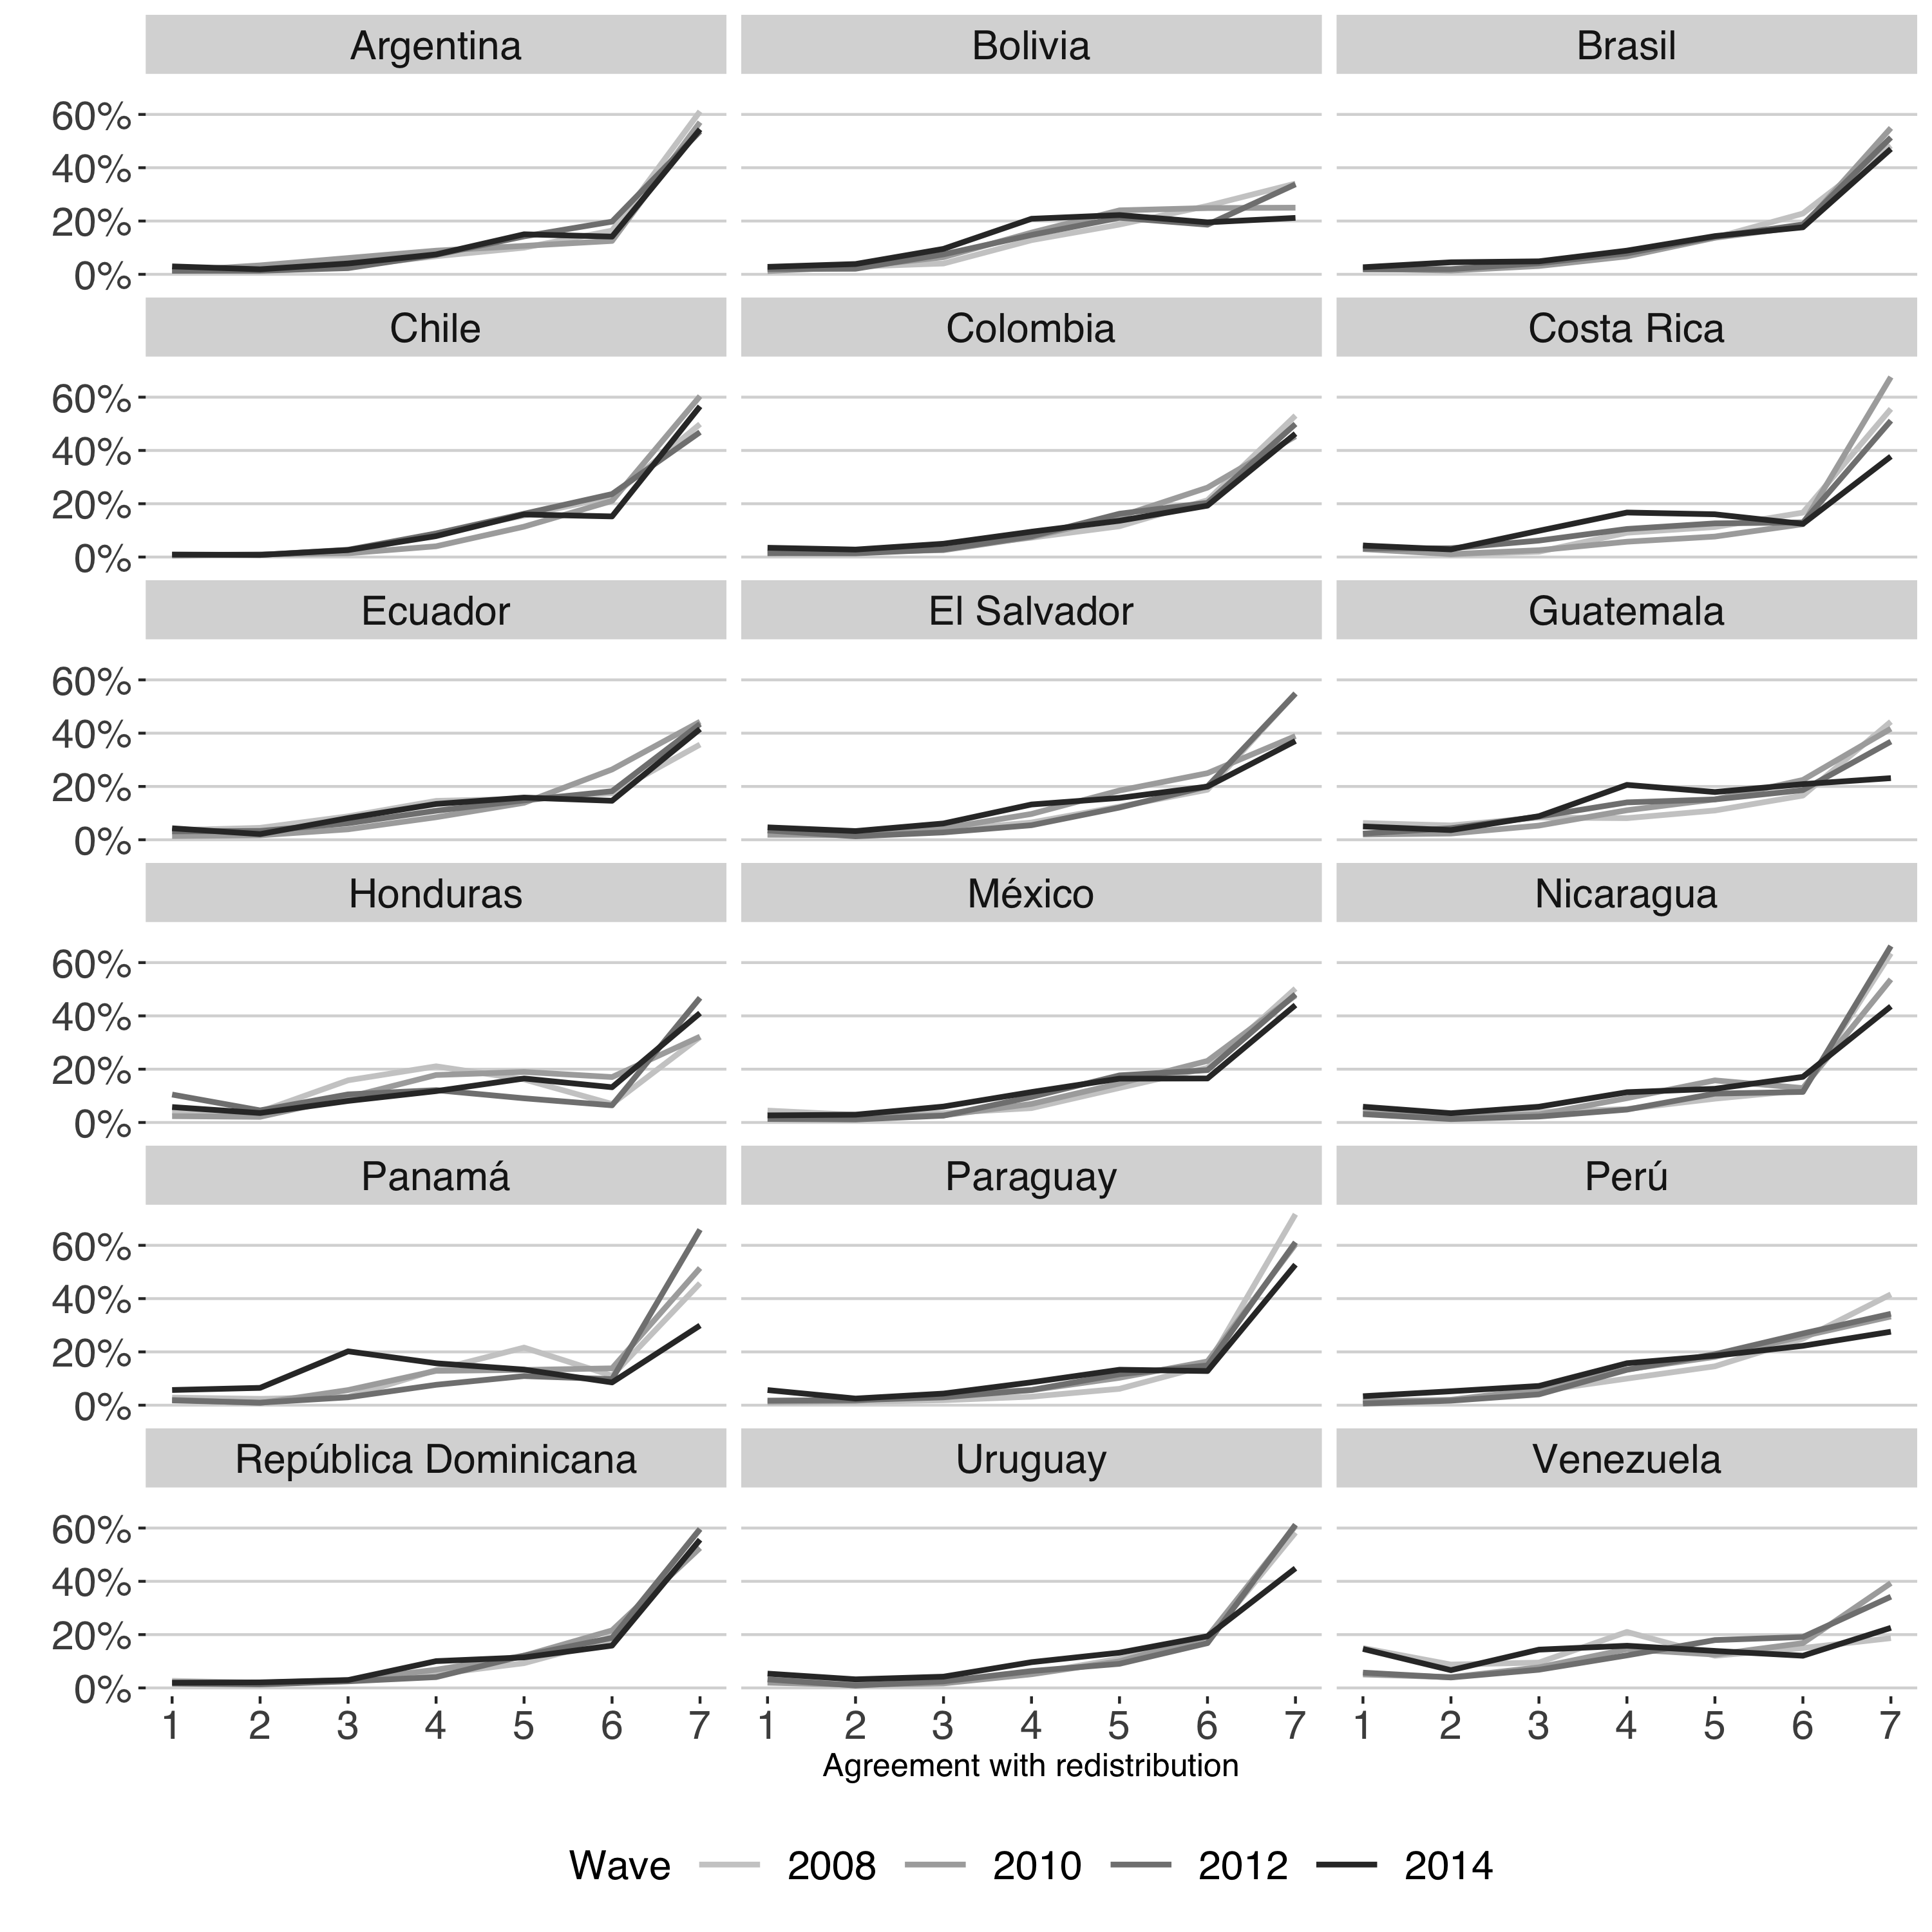 Argentina Bolivia Brasil
60%
40%
20%
0%
Chile Colombia Costa Rica
60%
40%
20%
0%
Ecuador El Salvador Guatemala
60%
40%
20%
0%
Honduras México Nicaragua
60%
40%
20%
0%
Panamá Paraguay Perú
60%
40%
20%
0%
República Dominicana Uruguay Venezuela
60%
40%
20%
0%
1 2 3 4 5 6 7 1 2 3 4 5 6 7 1 2 3 4 5 6 7
Agreement with redistribution
Wave 2008 2010 2012 2014